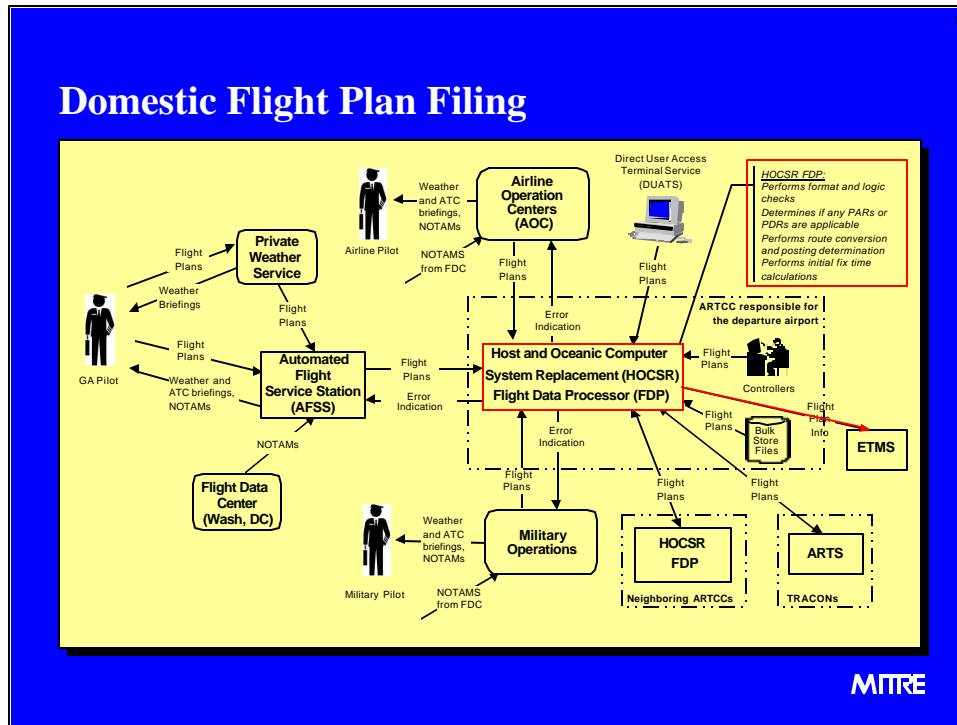 Domestic Flight Plan Filing
Direct User Access
Terminal Service
(DUATS)
HOCSR FDP:
Performs format and logic
checks
Determines if any PARs or
PDRs are applicable
Performs route conversion
and posting determination
Performs initial fix time
calculations
Weather
and ATC
briefings,
NOTAMs
Airline
Operation
Centers
(AOC)
Airline Pilot
NOTAMS
from FDC
Private
Weather
Service
Flight
Plans
Weather
Briefings
Flight
Plans
Flight
Plans
Error
Indication
Flight
Plans
ARTCC responsible for
the departure airport
GA Pilot
Flight
Plans
Weather and
ATC briefings,
NOTAMs
Automated
Flight
Service Station
(AFSS)
Flight
Plans
Error
Indication
Host and Oceanic Computer
System Replacement (HOCSR)
Flight Data Processor (FDP)
Flight
Plans
Controllers
Flight
Plans
Bulk
Store
Files
Flight
Plan
Info
ETMS
NOTAMs
Flight Data
Center
(Wash, DC)
Flight
Plans
Error
Indication
Flight
Plans
Flight
Plans
Weather
and ATC
briefings,
NOTAMs
Military
Operations
Military Pilot
NOTAMS
from FDC
HOCSR
FDP
Neighboring ARTCCs
ARTS
TRACONs
MITRE